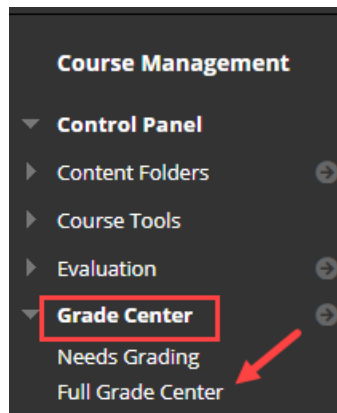 Course Management
Control Panel
Content Folders
Course Tools
Evaluation
Grade Center
Needs Grading
Full Grade Center